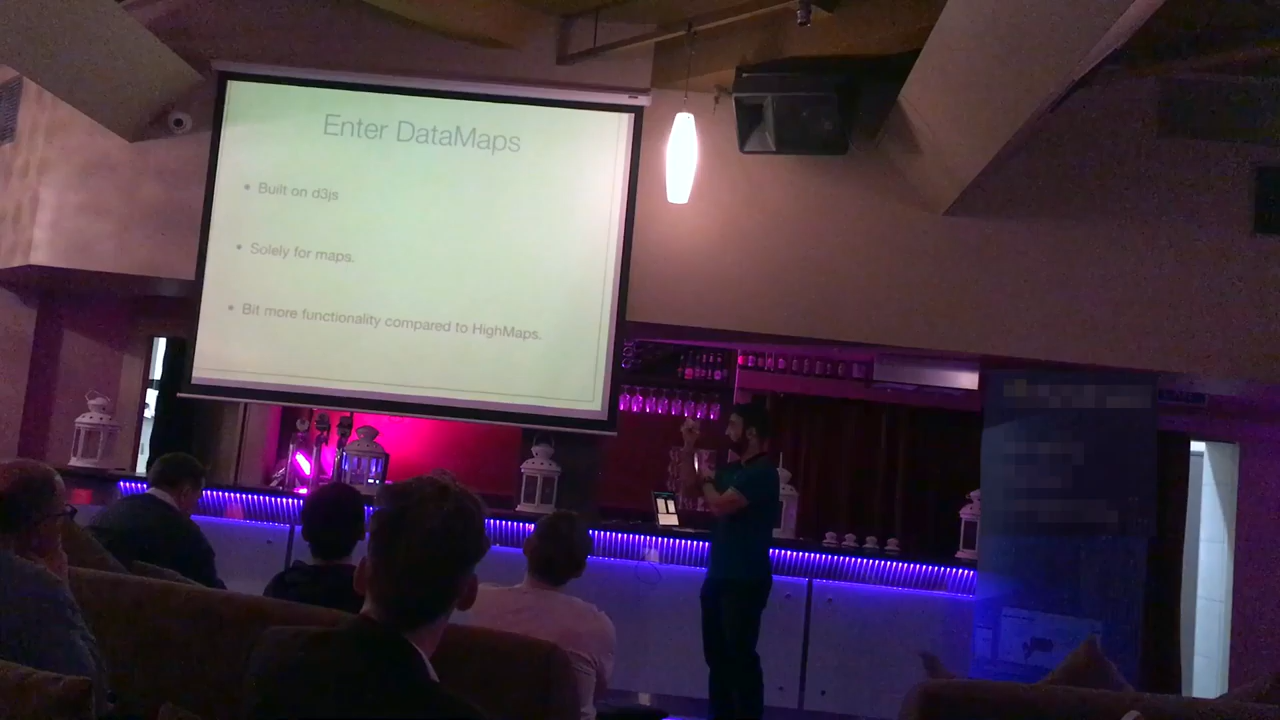 Enter DataMaps
• Built on d3js
• Solely for maps.
• Bit more functionality compared to HighMaps.